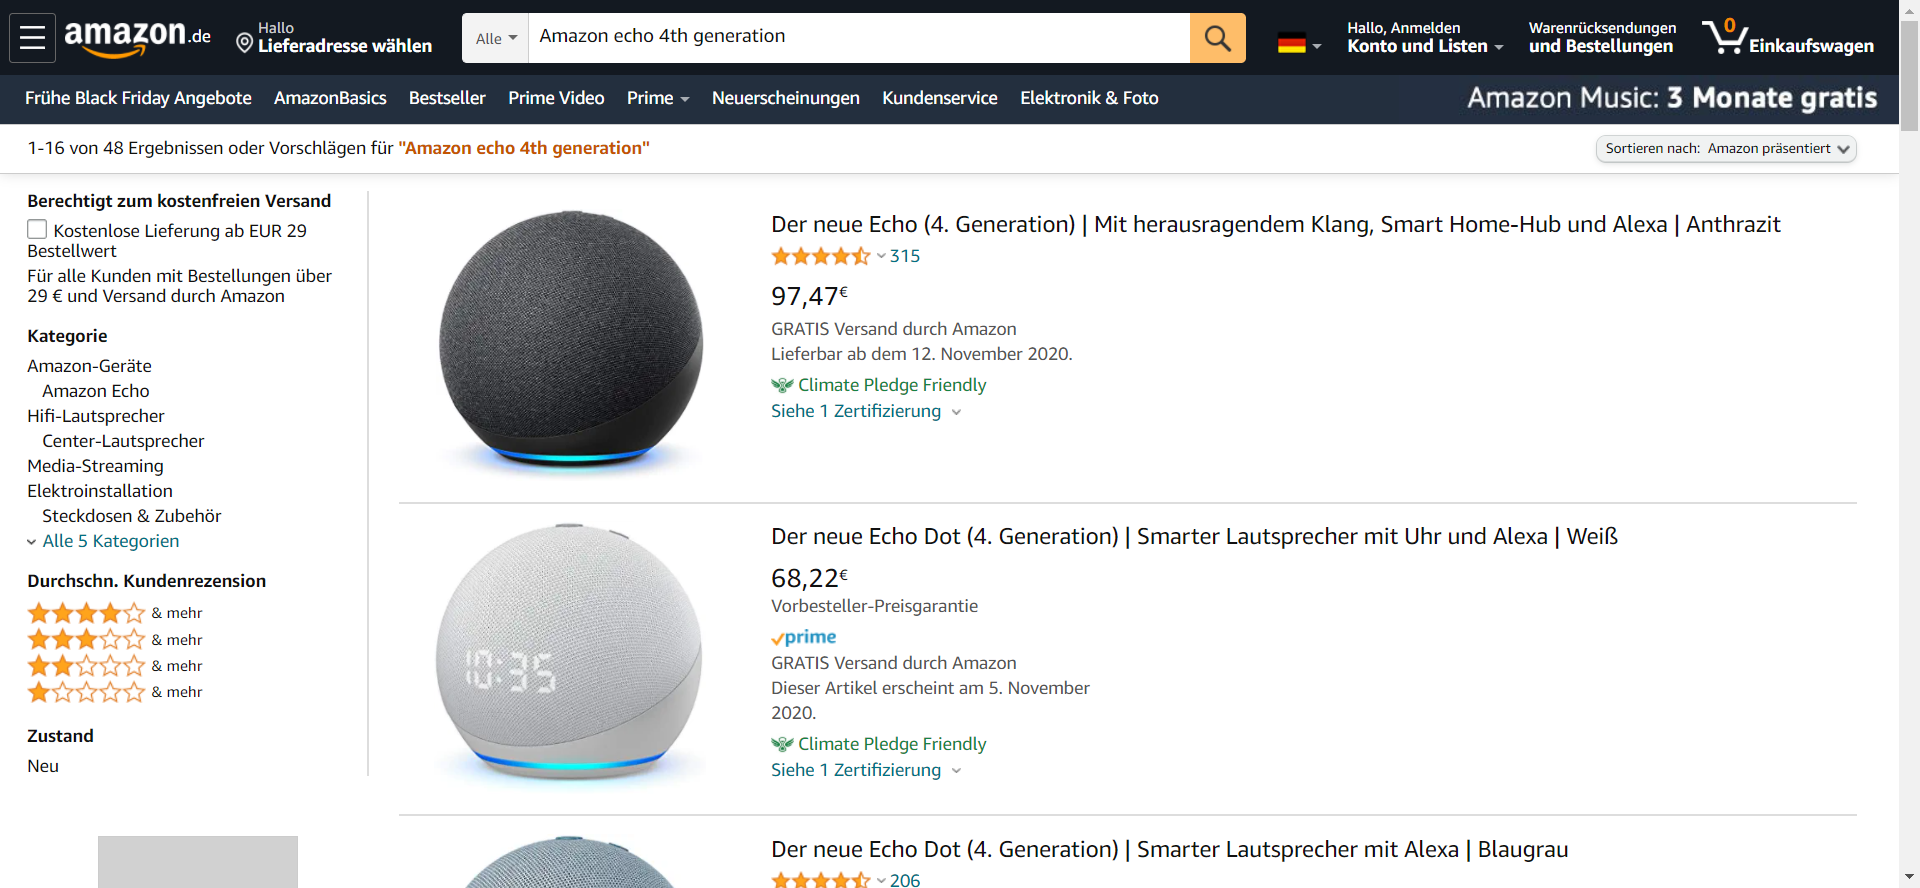 amazon.de
Hallo
Lieferadresse wählen
Alle
Amazon echo 4th generation
Hallo, Anmelden
Konto und Listen
Warenrücksendungen
und Bestellungen
0
Einkaufswagen
Frühe Black Friday Angebote
AmazonBasics
Bestseller
Prime Video
Prime
Neuerscheinungen
Kundenservice
Elektronik & Foto
Amazon Music: 3 Monate gratis
1-16 von 48 Ergebnissen oder Vorschlägen für "Amazon echo 4th generation"
Sortieren nach: Amazon präsentiert
Berechtigt zum kostenfreien Versand
Kostenlose Lieferung ab EUR 29
Bestellwert
Für alle Kunden mit Bestellungen über
29 € und Versand durch Amazon
Kategorie
Amazon-Geräte
Amazon Echo
Hifi-Lautsprecher
Center-Lautsprecher
Media-Streaming
Elektroinstallation
Steckdosen & Zubehör
Alle 5 Kategorien
Durchschn. Kundenrezension
& mehr
& mehr
& mehr
& mehr
Zustand
Neu
Der neue Echo (4. Generation) | Mit herausragendem Klang, Smart Home-Hub und Alexa | Anthrazit
315
97,47€
GRATIS Versand durch Amazon
Lieferbar ab dem 12. November 2020.
Climate Pledge Friendly
Siehe 1 Zertifizierung
10:35
Der neue Echo Dot (4. Generation) | Smarter Lautsprecher mit Uhr und Alexa | Weiß
68,22€
Vorbesteller-Preisgarantie
prime
GRATIS Versand durch Amazon
Dieser Artikel erscheint am 5. November
2020.
Climate Pledge Friendly
Siehe 1 Zertifizierung
Der neue Echo Dot (4. Generation) | Smarter Lautsprecher mit Alexa | Blaugrau
206